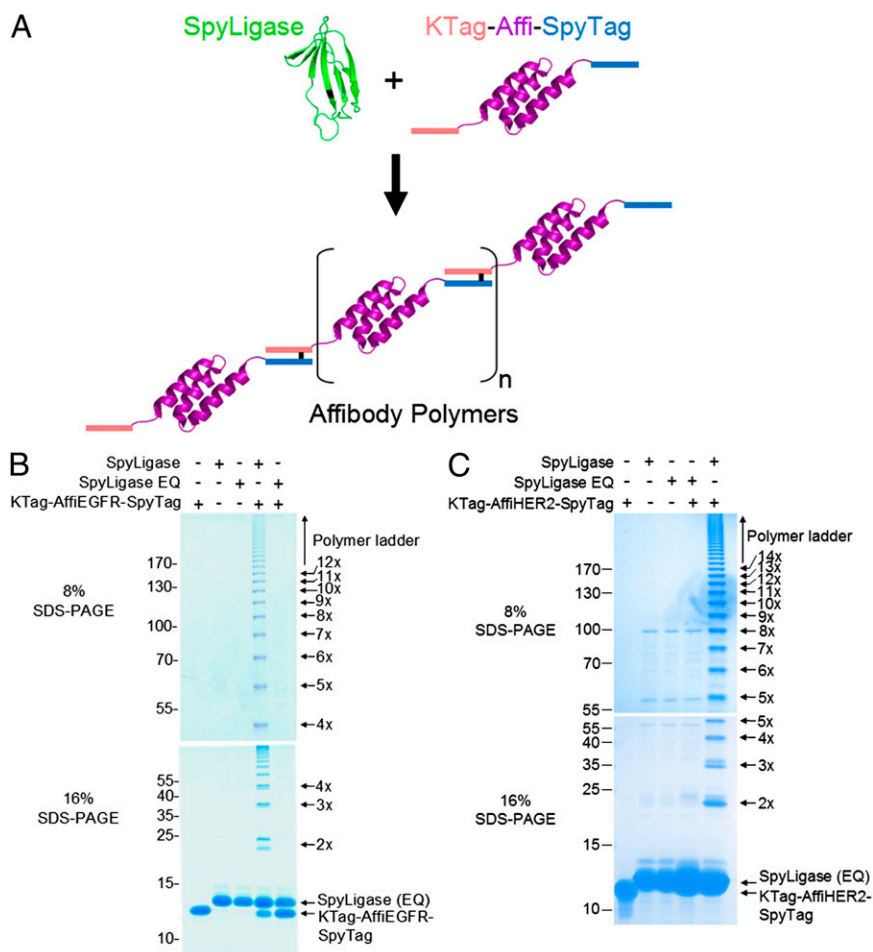 A
SpyLigase
KTag-Affi-SpyTag
+
n
Affibody Polymers
B
SpyLigase - + - + -
SpyLigase EQ - - + - +
KTag-AffiEGFR-SpyTag + - - + +
Polymer ladder
170-
130-
100-
70-
55-
8%
SDS-PAGE
12x
11x
10x
9x
8x
7x
6x
5x
4x
55-
40-
35-
25-
15-
10-
16%
SDS-PAGE
4x
3x
2x
SpyLigase (EQ)
KTag-AffiEGFR-
SpyTag
C
SpyLigase - + - - +
SpyLigase EQ - - + + -
KTag-AffiHER2-SpyTag + - - + +
Polymer ladder
170
130
100
70
55
8%
SDS-PAGE
14x
13x
12x
11x
10x
9x
8x
7x
6x
5x
55
40
35
25
15
10
16%
SDS-PAGE
5x
4x
3x
2x
SpyLigase (EQ)
KTag-AffiHER2-
SpyTag